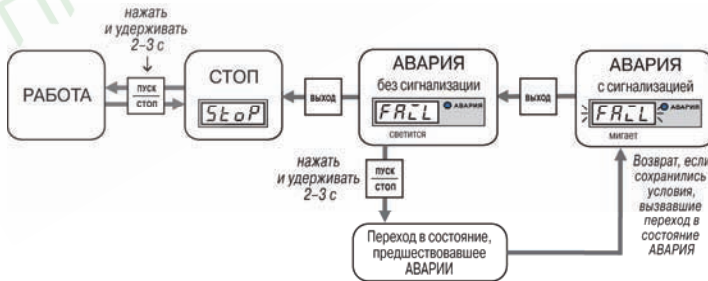 нажать
и удерживать
2–3 с
РАБОТА
ПУСК
СТОП
СТОП
StoP
ВЫХОД
АВАРИЯ
без сигнализации
FAiL
АВАРИЯ
светится
ВЫХОД
АВАРИЯ
с сигнализацией
FAiL
АВАРИЯ
мигает
нажать
и удерживать
2–3 с
ПУСК
СТОП
Переход в состояние,
предшествовавшее
АВАРИИ
Возврат, если
сохранились
условия,
вызвавшие
переход в
состояние
АВАРИЯ